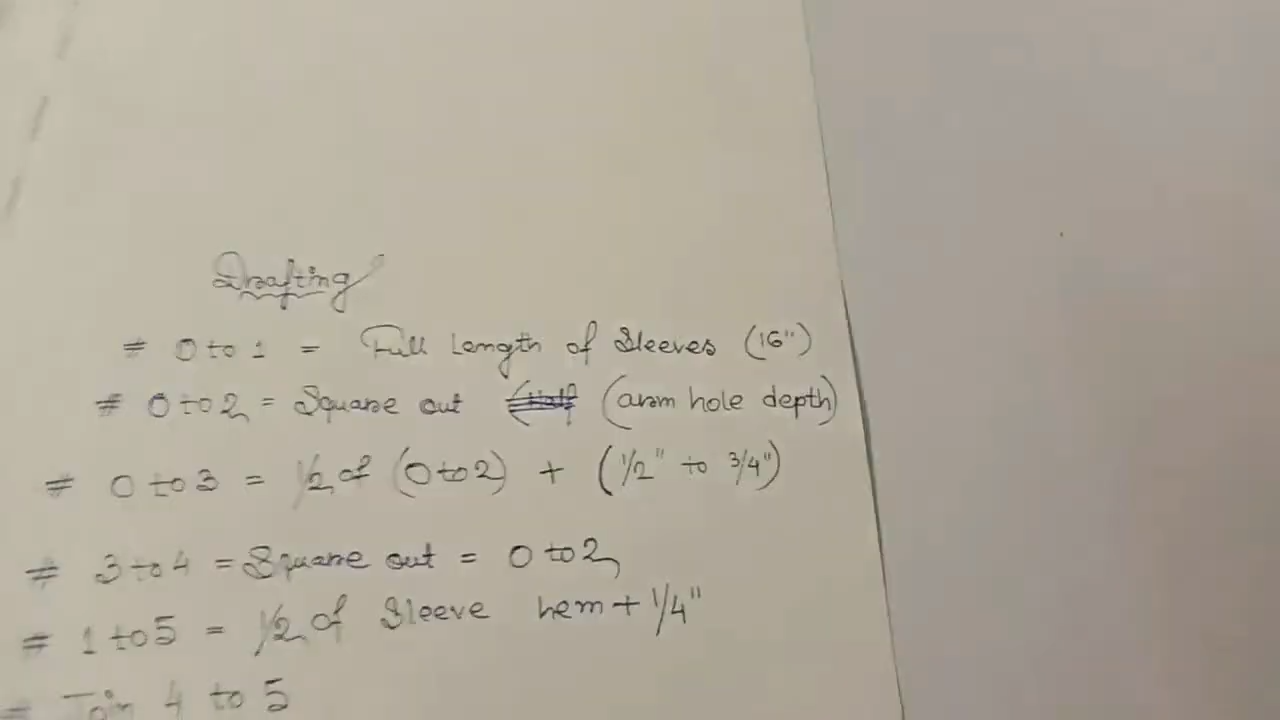 Drafting
# 0 to 1 = Full Length of Sleeves (16")
# 0 to 2 = Square out (arm hole depth)
# 0 to 3 = 1/2 of (0 to 2) + (1/2" to 3/4")
# 3 to 4 = Square out = 0 to 2
# 1 to 5 = 1/2 of Sleeve hem + 1/4"
= Join 4 to 5